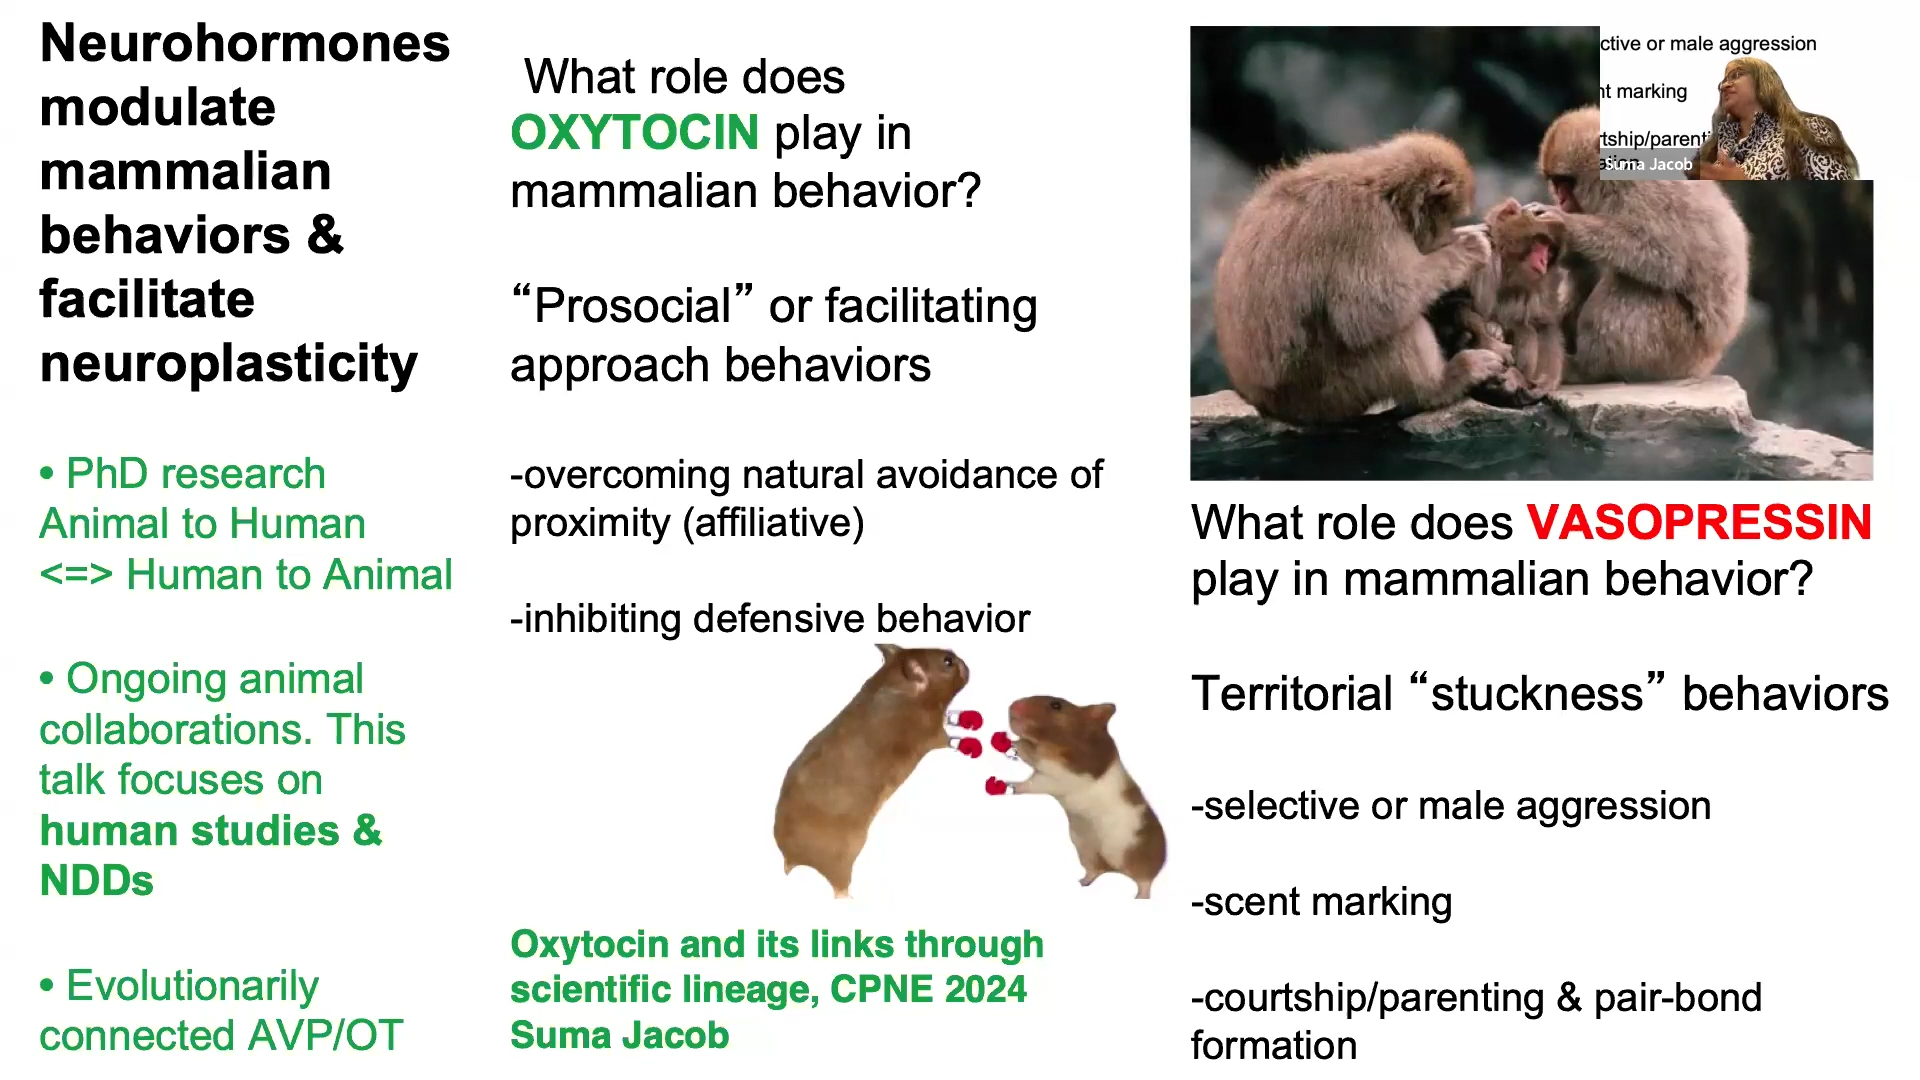 Neurohormones
modulate
mammalian
behaviors &
facilitate
neuroplasticity
• PhD research
Animal to Human
<=> Human to Animal
• Ongoing animal
collaborations. This
talk focuses on
human studies &
NDDs
• Evolutionarily
connected AVP/OT
What role does
OXYTOCIN play in
mammalian behavior?
“Prosocial” or facilitating
approach behaviors
-overcoming natural avoidance of
proximity (affiliative)
-inhibiting defensive behavior
Oxytocin and its links through
scientific lineage, CPNE 2024
Suma Jacob
ctive or male aggression
nt marking
rtship/parenti
Suma Jacob
What role does VASOPRESSIN
play in mammalian behavior?
Territorial “stuckness” behaviors
-selective or male aggression
-scent marking
-courtship/parenting & pair-bond
formation